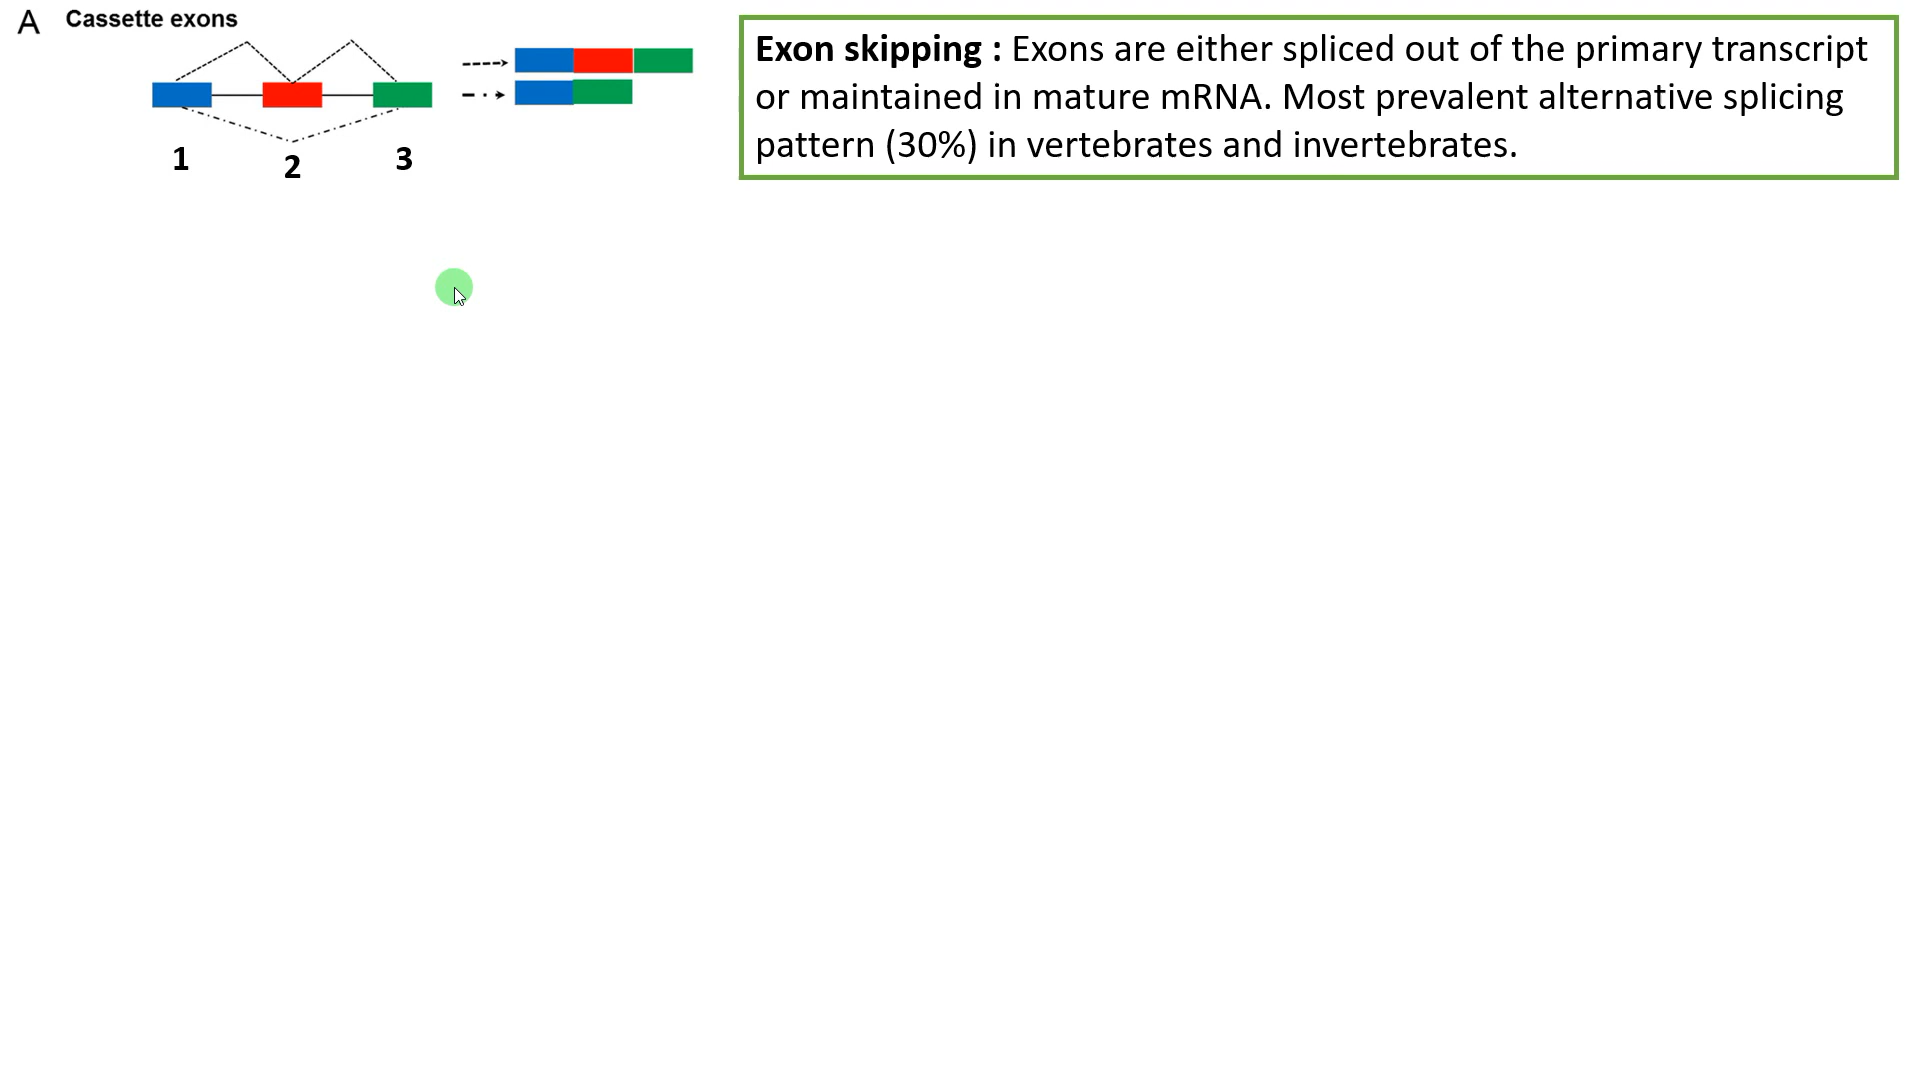 A Cassette exons
1 2 3
Exon skipping : Exons are either spliced out of the primary transcript
or maintained in mature mRNA. Most prevalent alternative splicing
pattern (30%) in vertebrates and invertebrates.